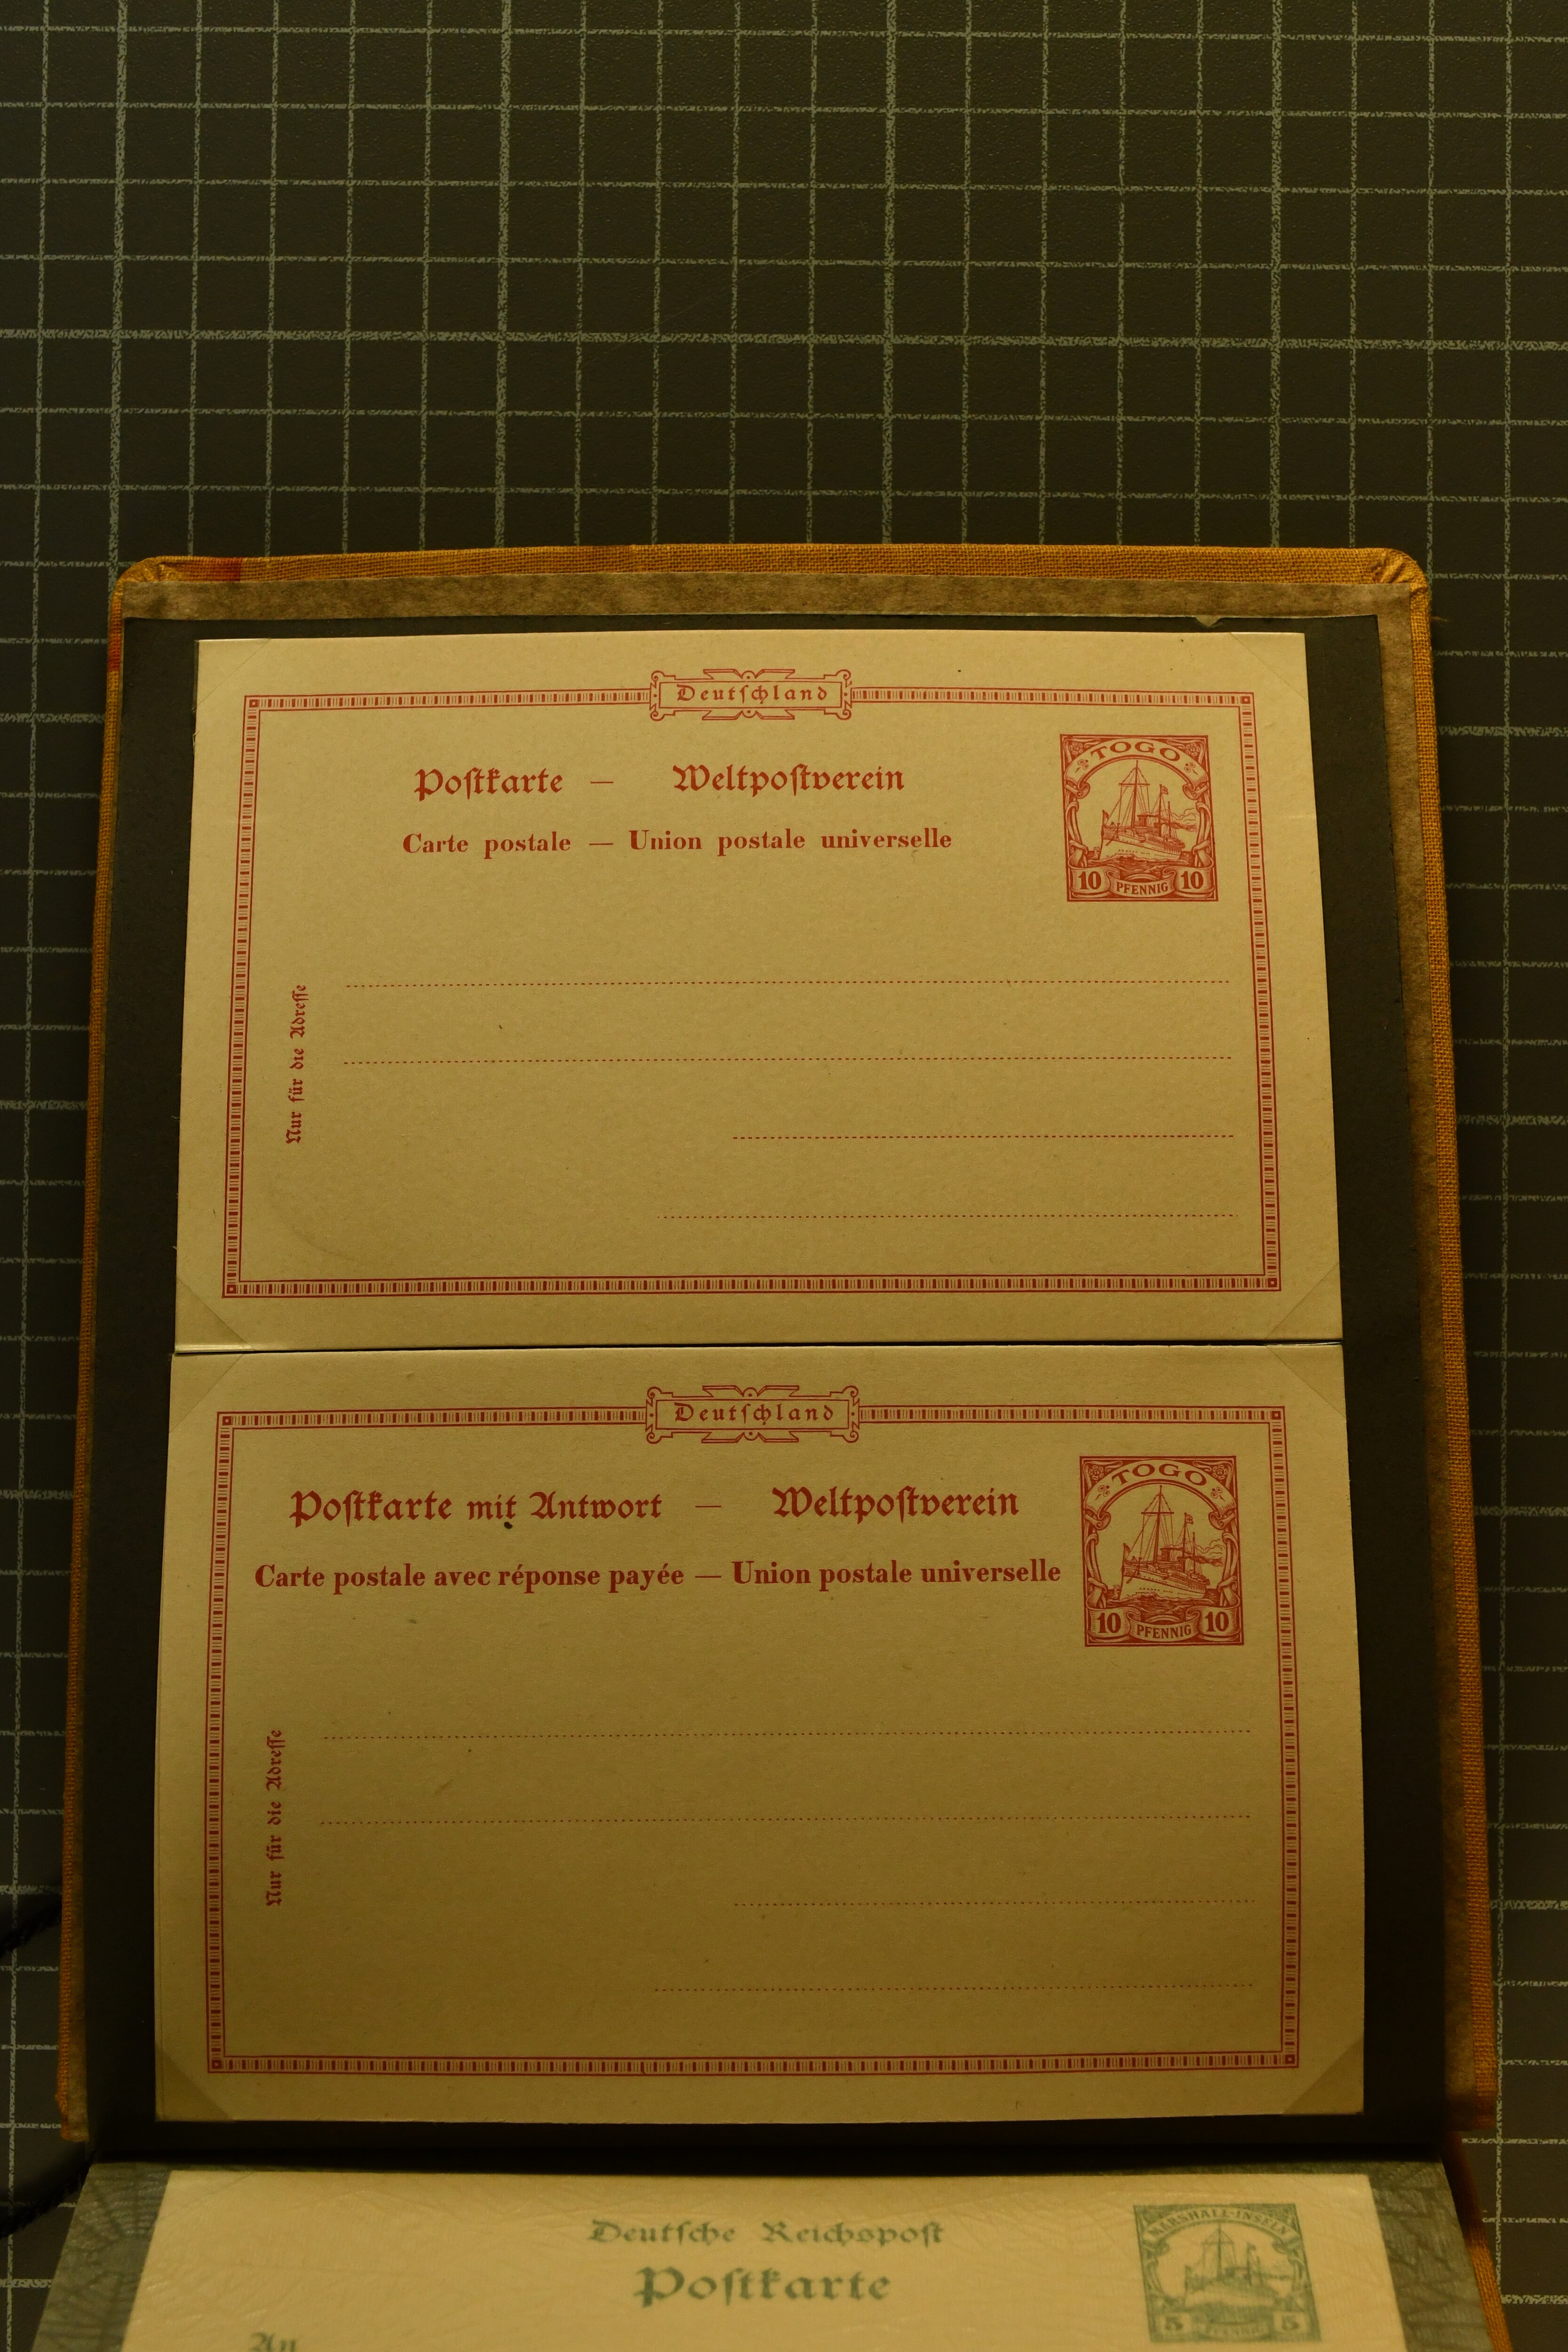 Deutschland
Postkarte — Weltpostverein
Carte postale — Union postale universelle
TOGO
10 PFENNIG 10
Nur für die Adresse
Deutschland
Postkarte mit Antwort — Weltpostverein
Carte postale avec réponse payée — Union postale universelle
TOGO
10 PFENNIG 10
Nur für die Adresse
Deutsche Reichspost
Postkarte
MARSHALL-INSELN
5 PFENNIG 5
An